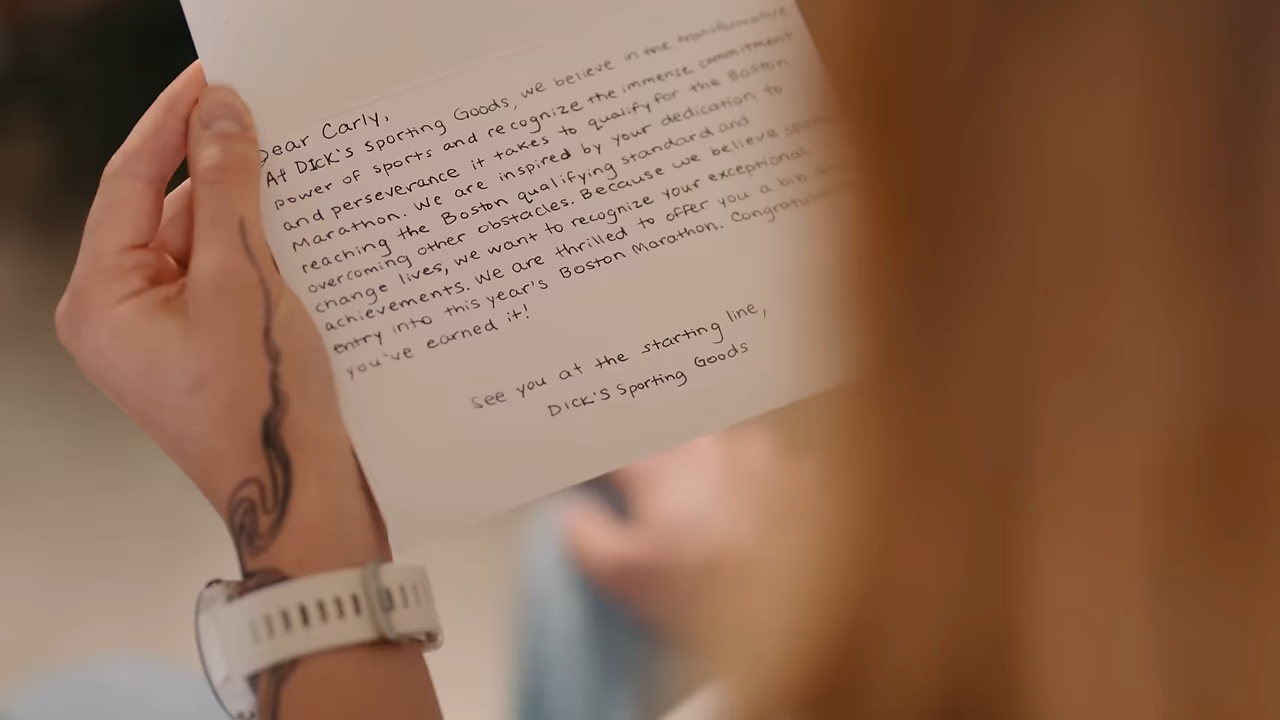 Dear Carly,
At DICK'S Sporting Goods, we believe in the transformative
power of sports and recognize the immense commitment
and perseverance it takes to qualify for the Boston
Marathon. We are inspired by your dedication to
reaching the Boston qualifying standard and
overcoming other obstacles. Because we believe
change lives, we want to recognize your exceptional
achievements. We are thrilled to offer you a bib
entry into this year's Boston Marathon.
you've earned it!
See you at the starting line,
DICK'S Sporting Goods